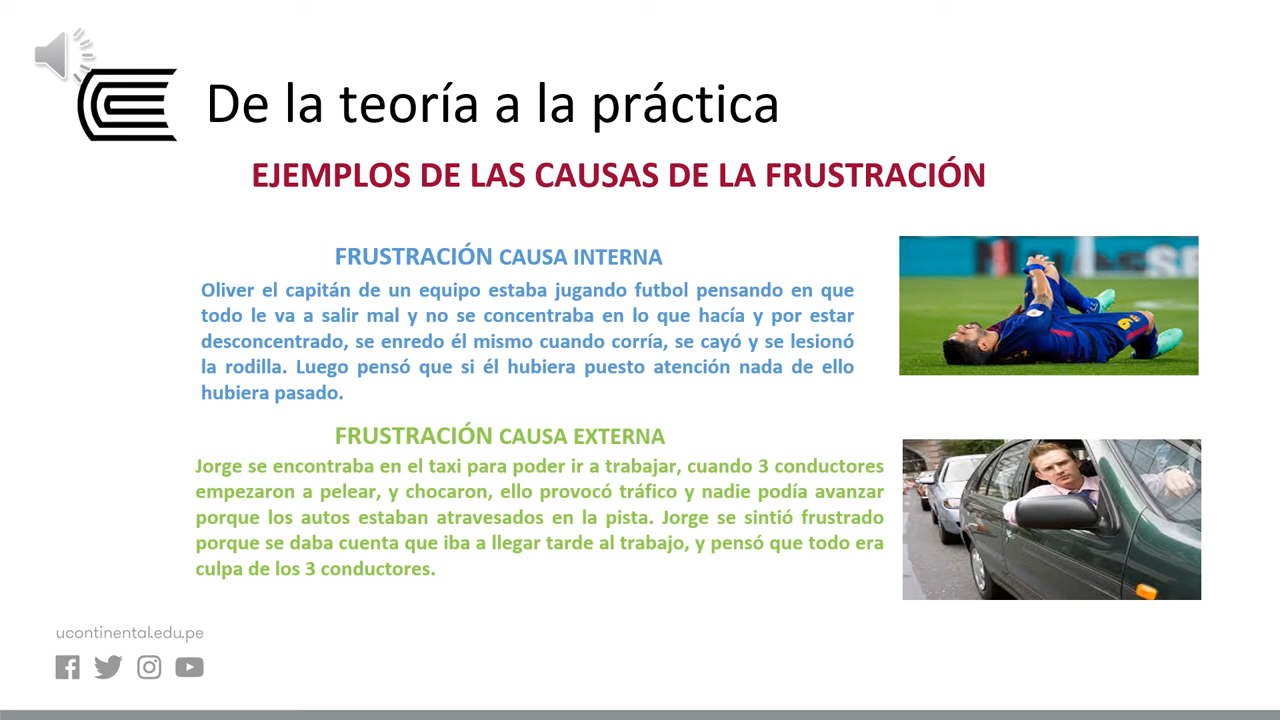 De la teoría a la práctica
EJEMPLOS DE LAS CAUSAS DE LA FRUSTRACIÓN
FRUSTRACIÓN CAUSA INTERNA
Oliver el capitán de un equipo estaba jugando futbol pensando en que
todo le va a salir mal y no se concentraba en lo que hacía y por estar
desconcentrado, se enredo él mismo cuando corría, se cayó y se lesionó
la rodilla. Luego pensó que si él hubiera puesto atención nada de ello
hubiera pasado.
FRUSTRACIÓN CAUSA EXTERNA
Jorge se encontraba en el taxi para poder ir a trabajar, cuando 3 conductores
empezaron a pelear, y chocaron, ello provocó tráfico y nadie podía avanzar
porque los autos estaban atravesados en la pista. Jorge se sintió frustrado
porque se daba cuenta que iba a llegar tarde al trabajo, y pensó que todo era
culpa de los 3 conductores.
ucontinental.edu.pe